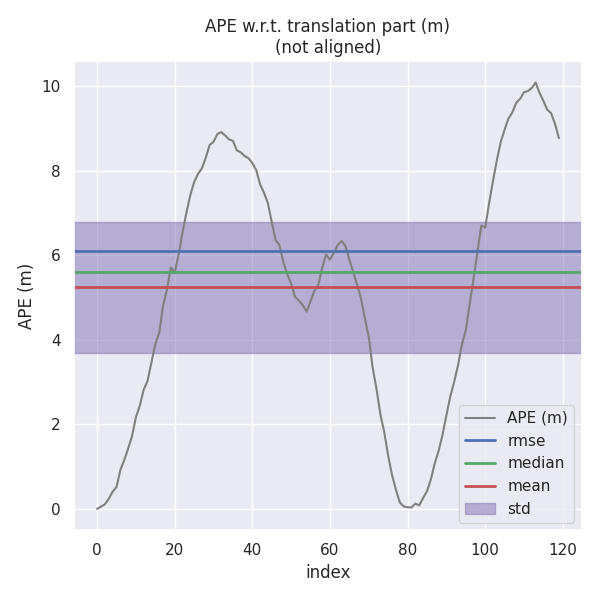 APE w.r.t. translation part (m)
(not aligned)
APE (m)
10
8
6
4
2
0
0 20 40 60 80 100 120
index
APE (m)
rmse
median
mean
std